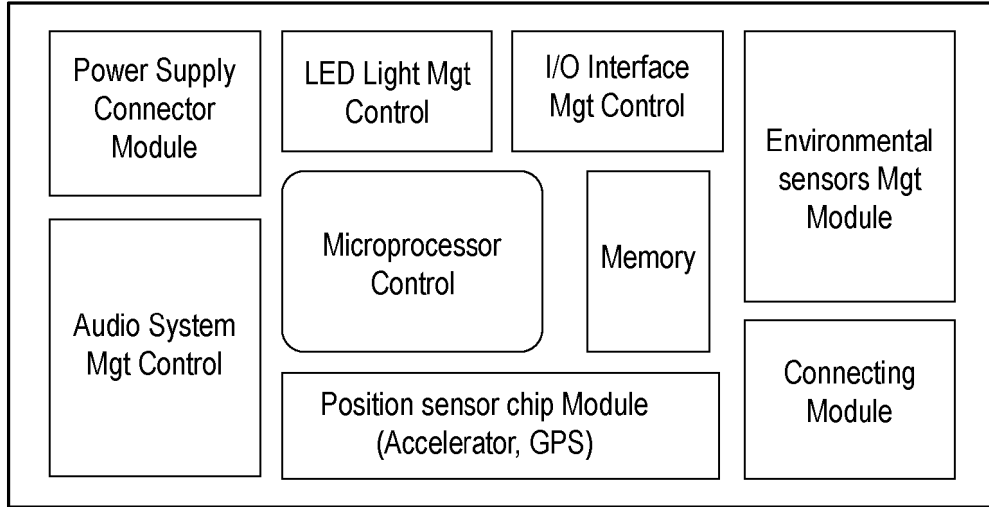 Power Supply
Connector
Module
LED Light Mgt
Control
I/O Interface
Mgt Control
Environmental
sensors Mgt
Module
Microprocessor
Control
Memory
Audio System
Mgt Control
Position sensor chip Module
(Accelerator, GPS)
Connecting
Module